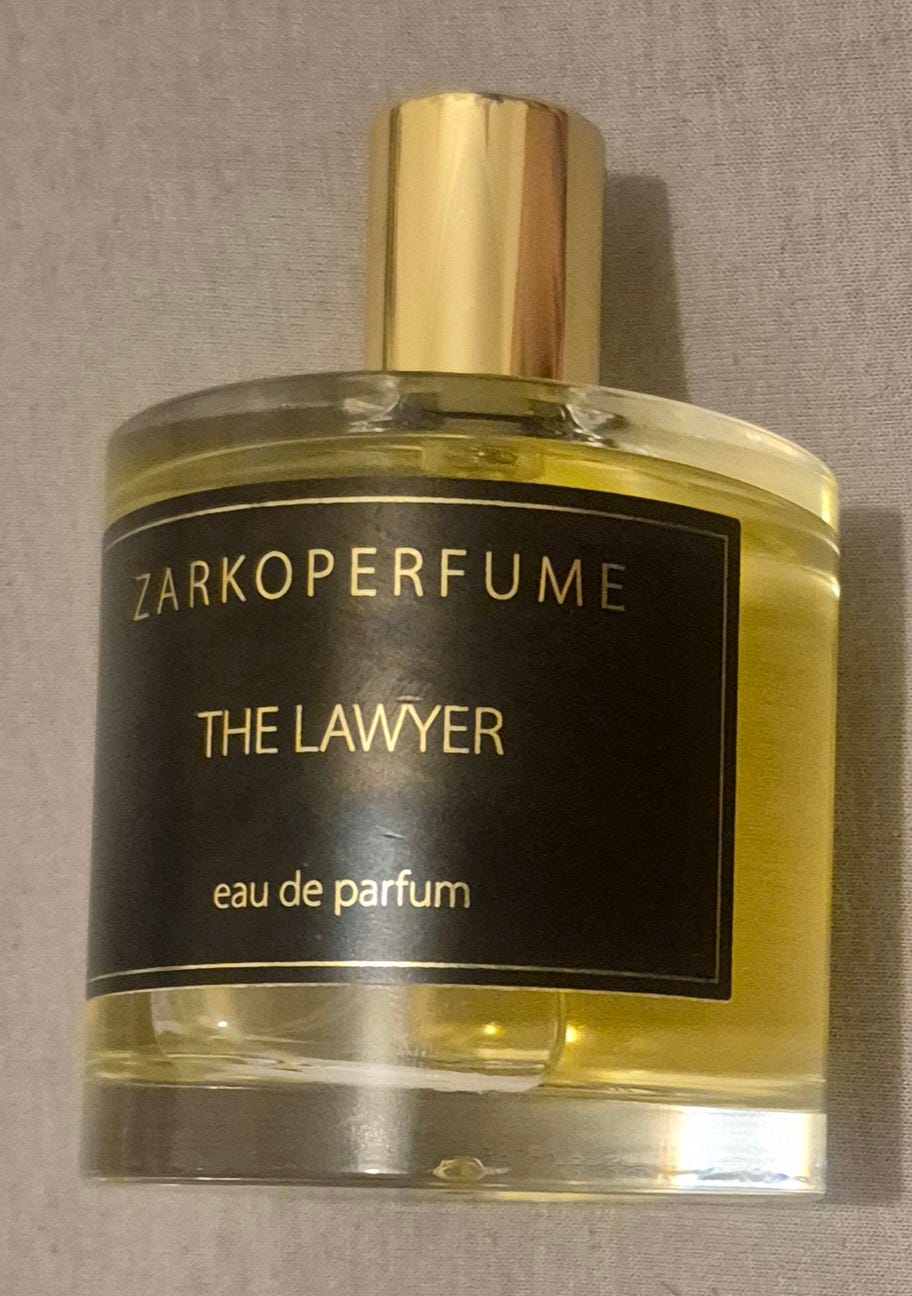 ZARKOPERFUME
THE LAWYER
eau de parfum